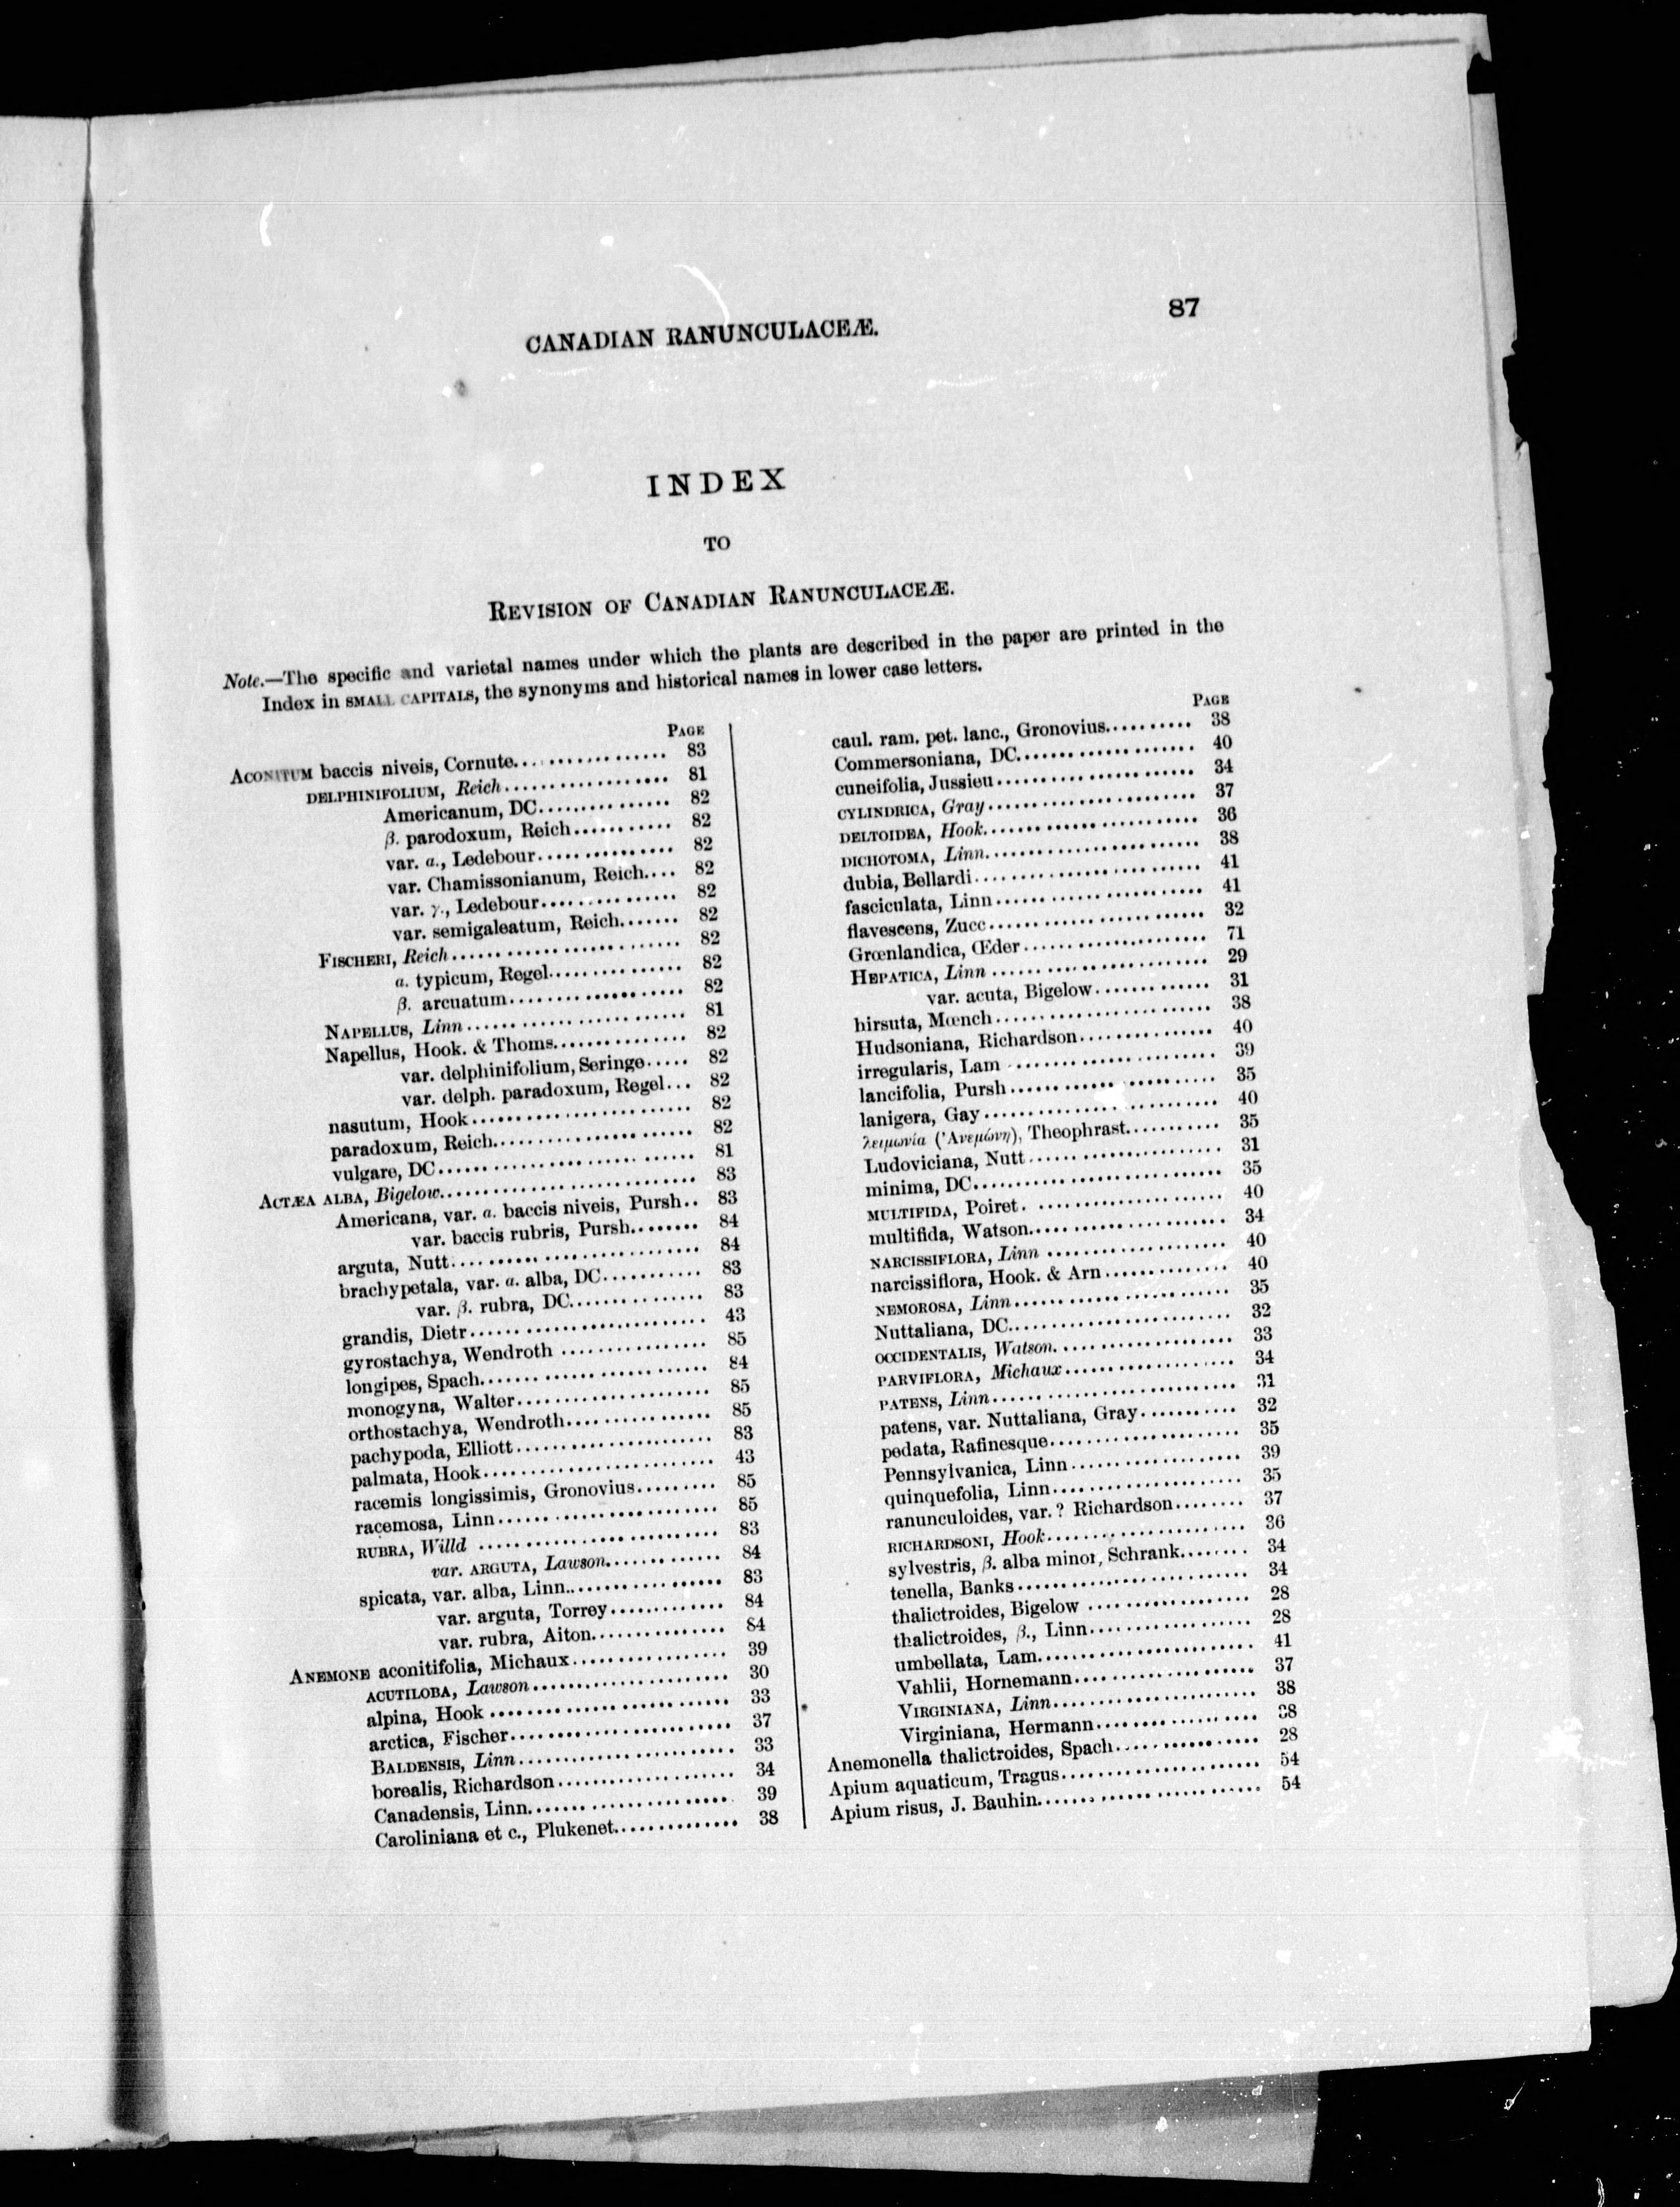 CANADIAN RANUNCULACEÆ. 87
INDEX
TO
REVISION OF CANADIAN RANUNCULACEÆ.
Note.—The specific and varietal names under which the plants are described in the paper are printed in the
Index in SMALL CAPITALS, the synonyms and historical names in lower case letters.
PAGE
ACONITUM baccis niveis, Cornute................ 83
DELPHINIFOLIUM, Reich................ 81
Americanum, DC................ 82
β. parodoxum, Reich........... 82
var. α., Ledebour............... 82
var. Chamissonianum, Reich.... 82
var. γ., Ledebour............... 82
var. semigaleatum, Reich....... 82
FISCHERI, Reich...................... 82
α. typicum, Regel............... 82
β. arcuatum.................... 82
NAPELLUS, Linn....................... 81
Napellus, Hook. & Thoms............... 82
var. delphinifolium, Seringe..... 82
var. delph. paradoxum, Regel... 82
nasutum, Hook....................... 82
paradoxum, Reich..................... 82
vulgare, DC.......................... 81
ACTÆA ALBA, Bigelow.......................... 83
Americana, var. α. baccis niveis, Pursh.. 83
var. baccis rubris, Pursh........ 84
arguta, Nutt......................... 84
brachypetala, var. α. alba, DC........... 83
var. β. rubra, DC............... 83
grandis, Dietr......................... 43
gyrostachya, Wendroth ................ 85
longipes, Spach........................ 84
monogyna, Walter..................... 85
orthostachya, Wendroth................ 85
pachypoda, Elliott..................... 83
palmata, Hook........................ 43
racemis longissimis, Gronovius......... 85
racemosa, Linn....................... 85
RUBRA, Willd ......................... 83
var. ARGUTA, Lawson............. 84
spicata, var. alba, Linn.................. 83
var. arguta, Torrey............. 84
var. rubra, Aiton............... 84
ANEMONE aconitifolia, Michaux................. 39
ACUTILOBA, Lawson..................... 30
alpina, Hook ......................... 33
arctica, Fischer....................... 37
BALDENSIS, Linn....................... 33
borealis, Richardson.................... 34
Canadensis, Linn...................... 39
Caroliniana et c., Plukenet.............. 38
PAGE
caul. ram. pet. lanc., Gronovius.......... 38
Commersoniana, DC.................... 40
cuneifolia, Jussieu...................... 34
CYLINDRICA, Gray....................... 37
DELTOIDEA, Hook....................... 36
DICHOTOMA, Linn....................... 38
dubia, Bellardi........................ 41
fasciculata, Linn...................... 41
flavescens, Zucc....................... 32
Grœnlandica, Œder................... 71
HEPATICA, Linn ........................ 29
var. acuta, Bigelow............. 31
hirsuta, Mœnch....................... 38
Hudsoniana, Richardson............... 40
irregularis, Lam ...................... 39
lancifolia, Pursh...................... 35
lanigera, Gay......................... 40
λειμωνία (Ἀνεμώνη), Theophrast........... 35
Ludoviciana, Nutt..................... 31
minima, DC.......................... 35
MULTIFIDA, Poiret. .................... 40
multifida, Watson..................... 34
NARCISSIFLORA, Linn ................... 40
narcissiflora, Hook. & Arn.............. 40
NEMOROSA, Linn....................... 35
Nuttaliana, DC....................... 32
OCCIDENTALIS, Watson................... 33
PARVIFLORA, Michaux................... 34
PATENS, Linn.......................... 31
patens, var. Nuttaliana, Gray........... 32
pedata, Rafinesque.................... 35
Pennsylvanica, Linn................... 39
quinquefolia, Linn.................... 35
ranunculoides, var. ? Richardson........ 37
RICHARDSONI, Hook..................... 36
sylvestris, β. alba minor, Schrank........ 34
tenella, Banks........................ 34
thalictroides, Bigelow ................. 28
thalictroides, β., Linn.................. 28
umbellata, Lam...................... 41
Vahlii, Hornemann................... 37
VIRGINIANA, Linn...................... 38
Virginiana, Hermann................. 38
Anemonella thalictroides, Spach............... 28
Apium aquaticum, Tragus..................... 54
Apium risus, J. Bauhin........................ 54